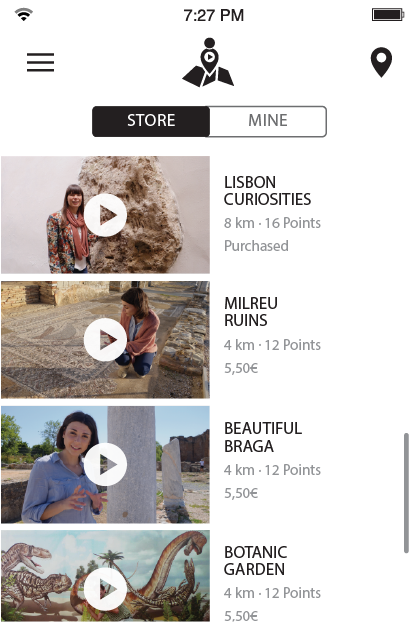 7:27 PM
STORE
MINE
LISBON
CURIOSITIES
8 km · 16 Points
Purchased
MILREU
RUINS
4 km · 12 Points
5,50€
BEAUTIFUL
BRAGA
4 km · 12 Points
5,50€
BOTANIC
GARDEN
4 km · 12 Points
5,50€